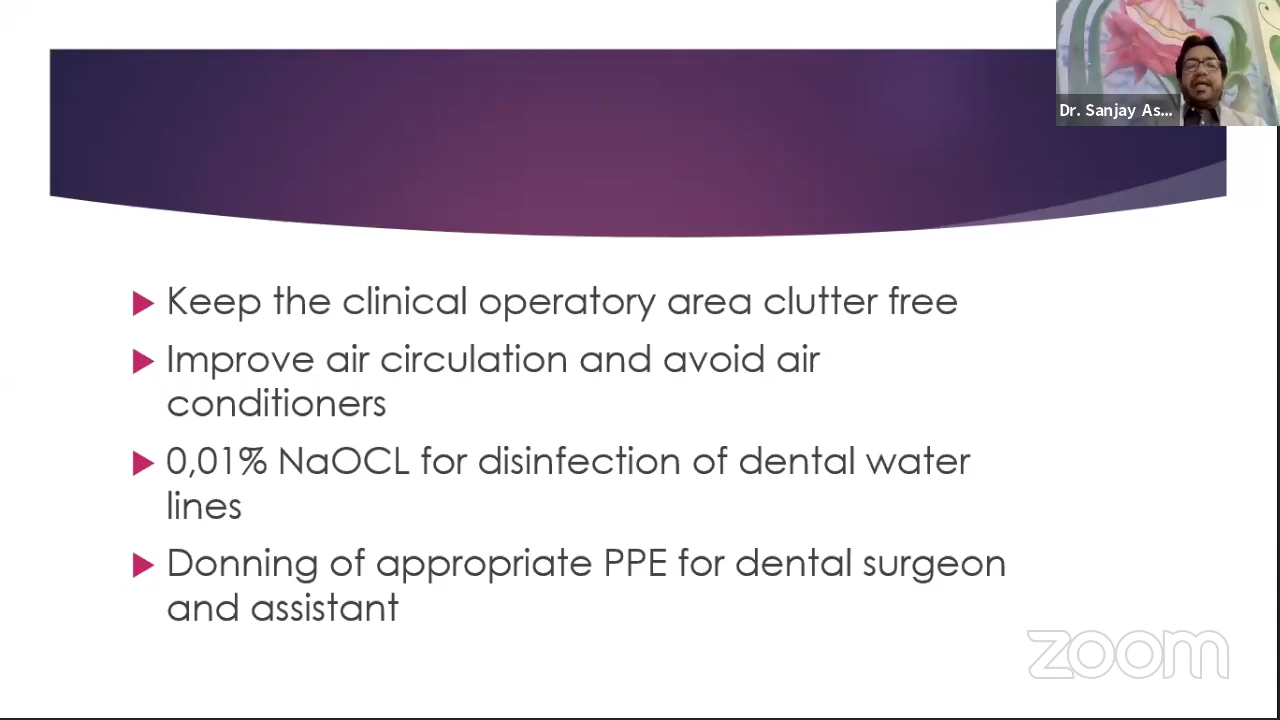 Dr. Sanjay As...
Keep the clinical operatory area clutter free
Improve air circulation and avoid air
conditioners
0,01% NaOCL for disinfection of dental water
lines
Donning of appropriate PPE for dental surgeon
and assistant
zoom